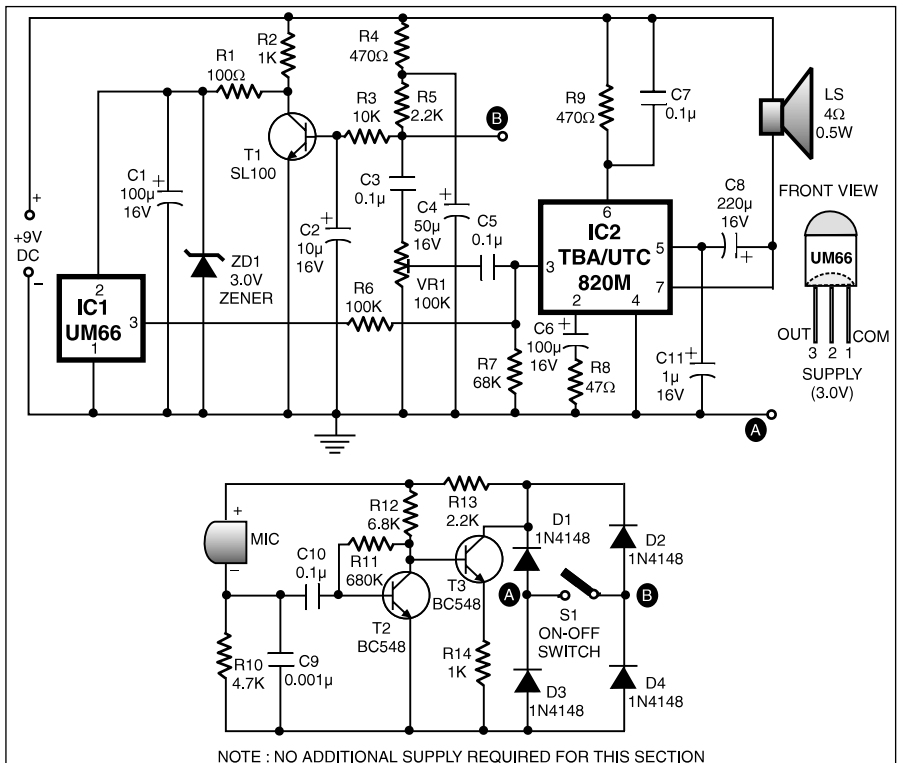 R1
100Ω
R2
1K
R4
470Ω
R3
10K
R5
2.2K
B
R9
470Ω
C7
0.1µ
LS
4Ω
0.5W
T1
SL100
C1
100µ
16V
+
+
+9V
DC
–
ZD1
3.0V
ZENER
C2
10µ
16V
+
C3
0.1µ
C4
50µ
16V
+
C5
0.1µ
VR1
100K
R6
100K
R7
68K
2
IC1
UM66
3
1
6
IC2
TBA/UTC
820M
3
5
7
2
4
C6
100µ
16V
+
R8
47Ω
C8
220µ
16V
+
C11
1µ
16V
+
A
FRONT VIEW
UM66
OUT
3 2 1
COM
SUPPLY
(3.0V)
+
MIC
–
R10
4.7K
C9
0.001µ
C10
0.1µ
R11
680K
R12
6.8K
R13
2.2K
T2
BC548
T3
BC548
R14
1K
D1
1N4148
D2
1N4148
A
S1
ON-OFF
SWITCH
B
D3
1N4148
D4
1N4148
NOTE : NO ADDITIONAL SUPPLY REQUIRED FOR THIS SECTION